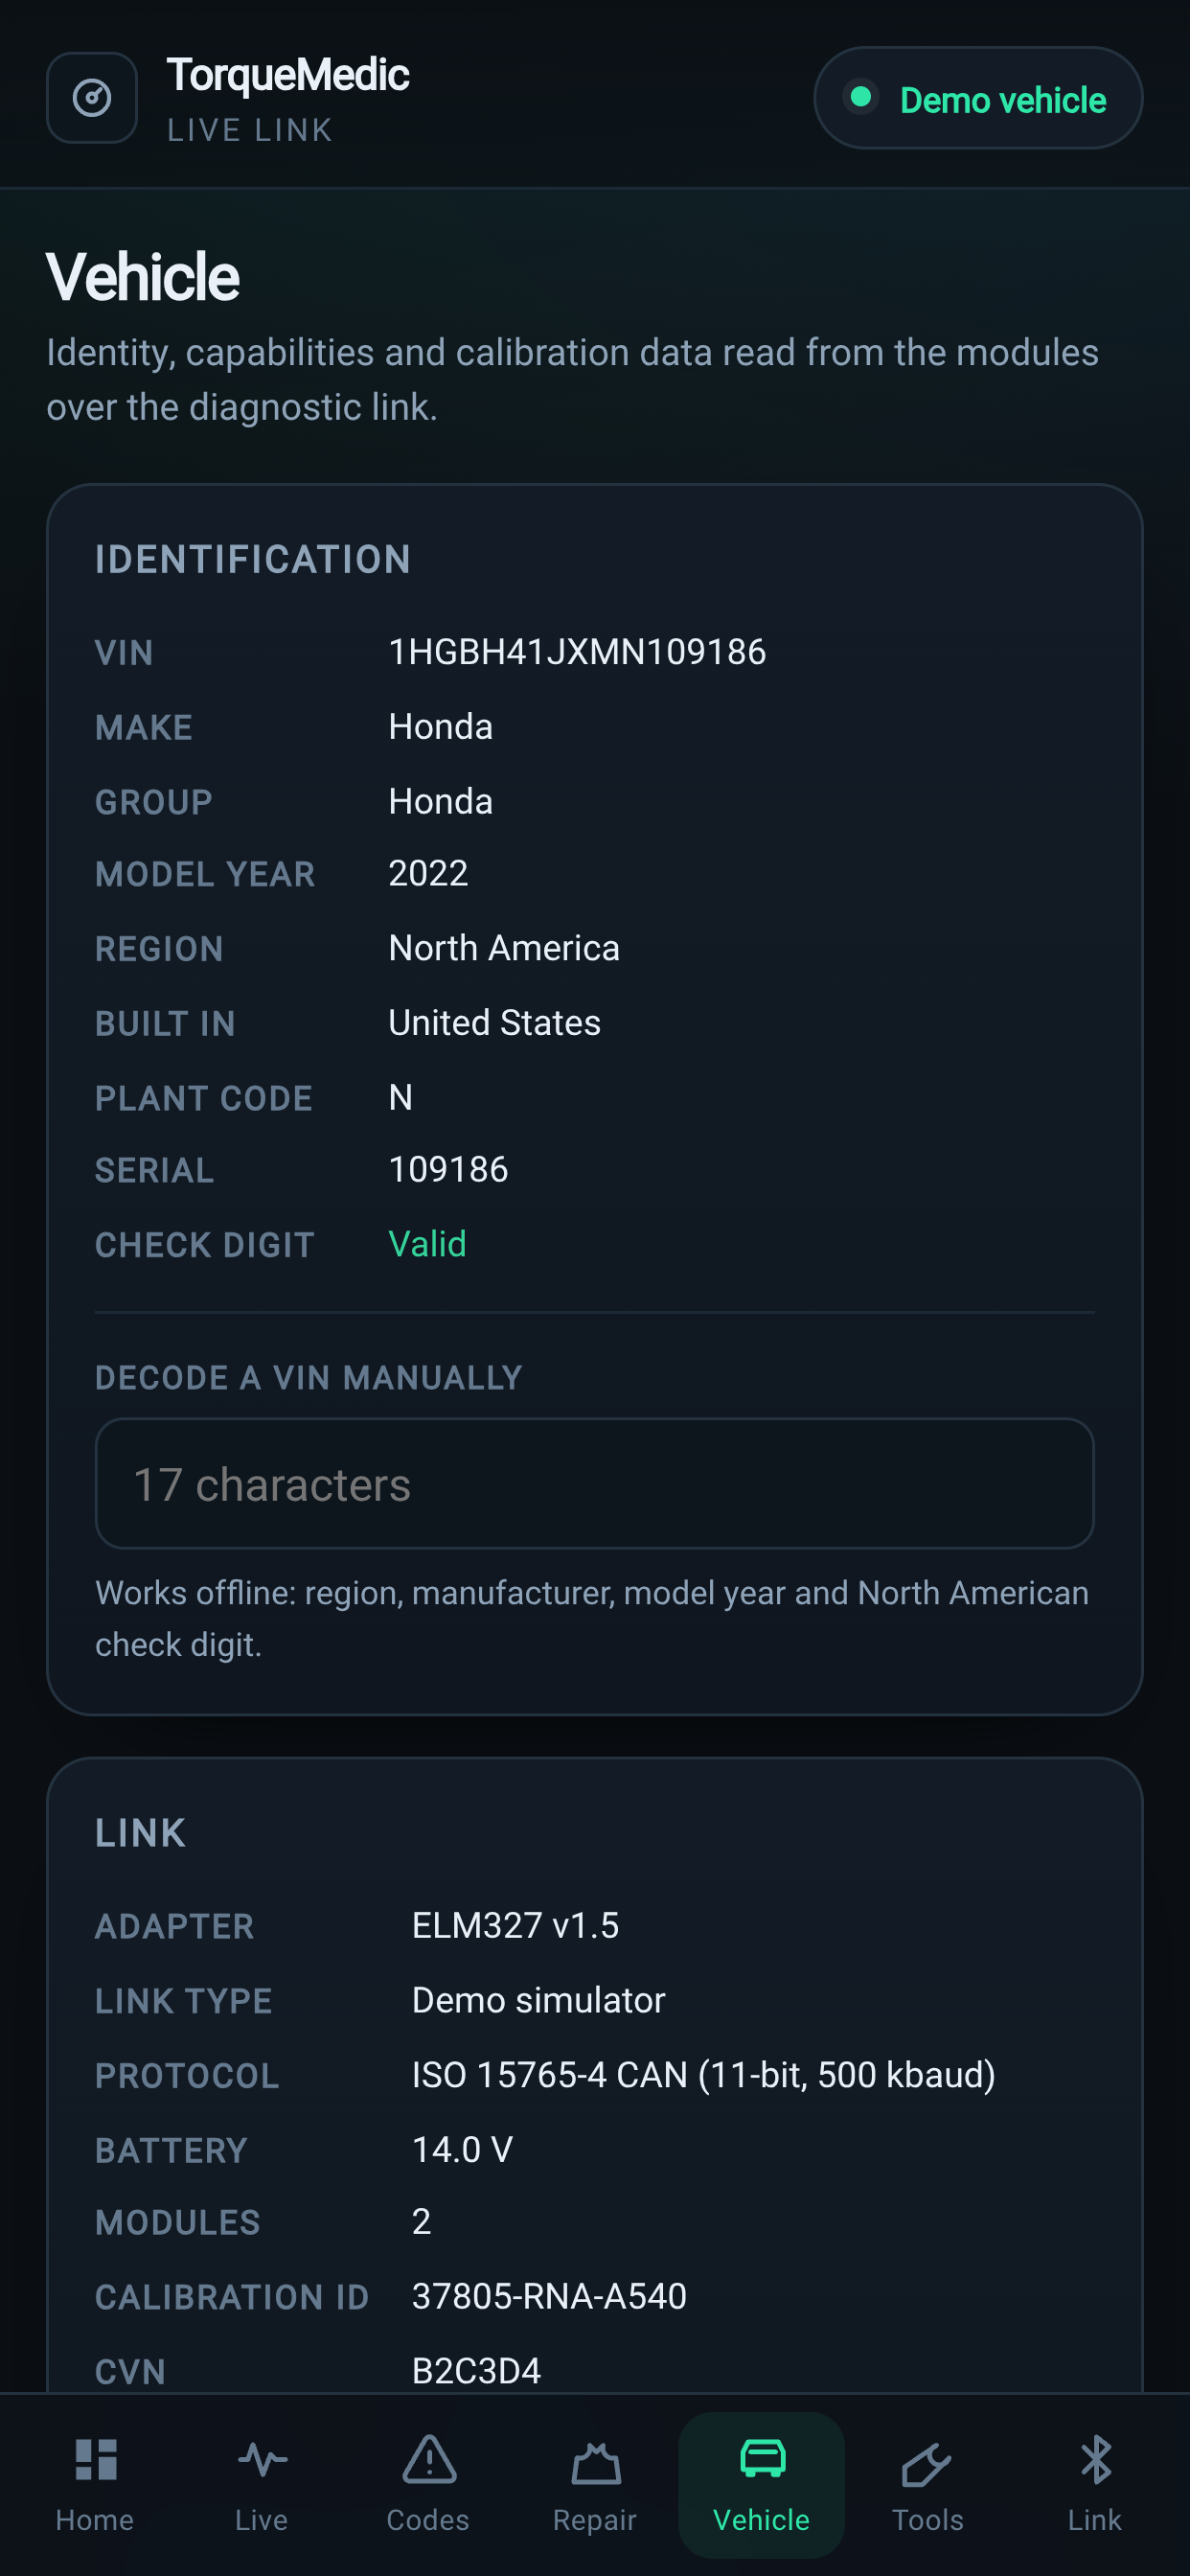 TorqueMedic
LIVE LINK
Demo vehicle
Vehicle
Identity, capabilities and calibration data read from the modules
over the diagnostic link.
IDENTIFICATION
VIN 1HGBH41JXMN109186
MAKE Honda
GROUP Honda
MODEL YEAR 2022
REGION North America
BUILT IN United States
PLANT CODE N
SERIAL 109186
CHECK DIGIT Valid
DECODE A VIN MANUALLY
17 characters
Works offline: region, manufacturer, model year and North American
check digit.
LINK
ADAPTER ELM327 v1.5
LINK TYPE Demo simulator
PROTOCOL ISO 15765-4 CAN (11-bit, 500 kbaud)
BATTERY 14.0 V
MODULES 2
CALIBRATION ID 37805-RNA-A540
CVN B2C3D4
Home Live Codes Repair Vehicle Tools Link